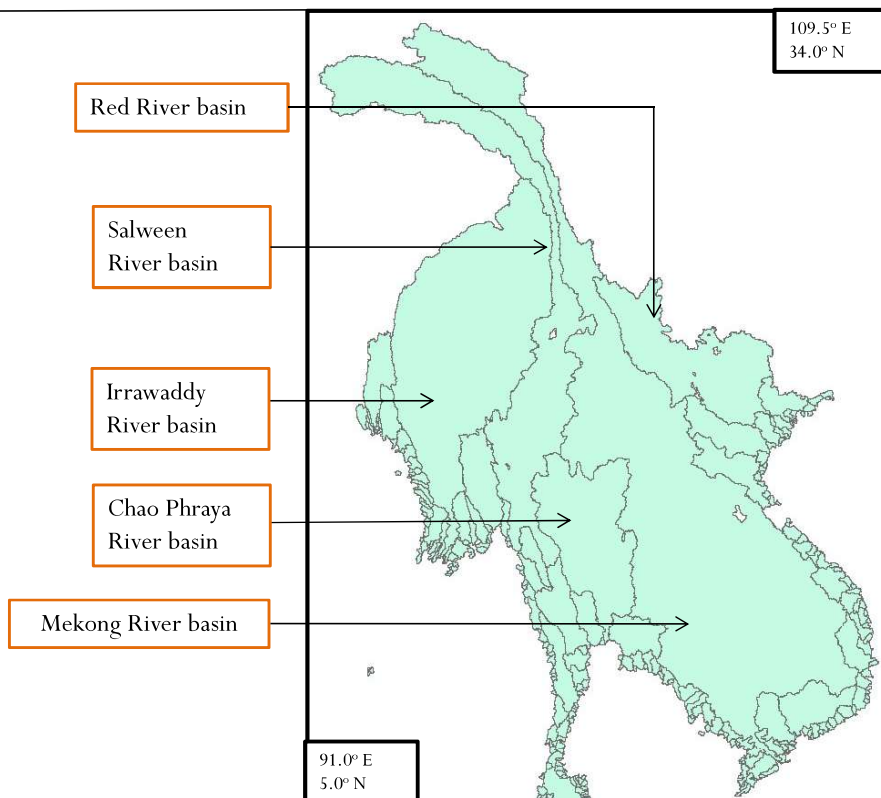 109.5° E
34.0° N
Red River basin
Salween
River basin
Irrawaddy
River basin
Chao Phraya
River basin
Mekong River basin
91.0° E
5.0° N